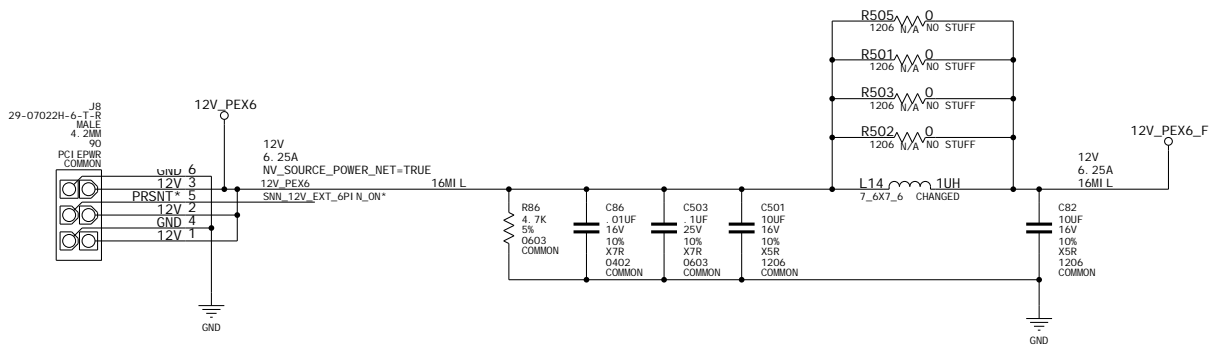 J8
29-07022H-6-T-R
MALE
4.2MM
90
PCIEPWR
COMMON
GND 6
12V 3
PRSNT* 5
12V 2
GND 4
12V 1
12V_PEX6
12V
6.25A
NV_SOURCE_POWER_NET=TRUE
12V_PEX6 16MIL
SNN_12V_EXT_6PIN_ON*
GND
R86
4.7K
5%
0603
COMMON
C86
.01UF
16V
10%
X7R
0402
COMMON
C503
.1UF
25V
10%
X7R
0603
COMMON
C501
10UF
16V
10%
X5R
1206
COMMON
R505 0
1206 N/A NO STUFF
R501 0
1206 N/A NO STUFF
R503 0
1206 N/A NO STUFF
R502 0
1206 N/A NO STUFF
L14 1UH
7_6X7_6 CHANGED
12V_PEX6_F
12V
6.25A
16MIL
C82
10UF
16V
10%
X5R
1206
COMMON
GND